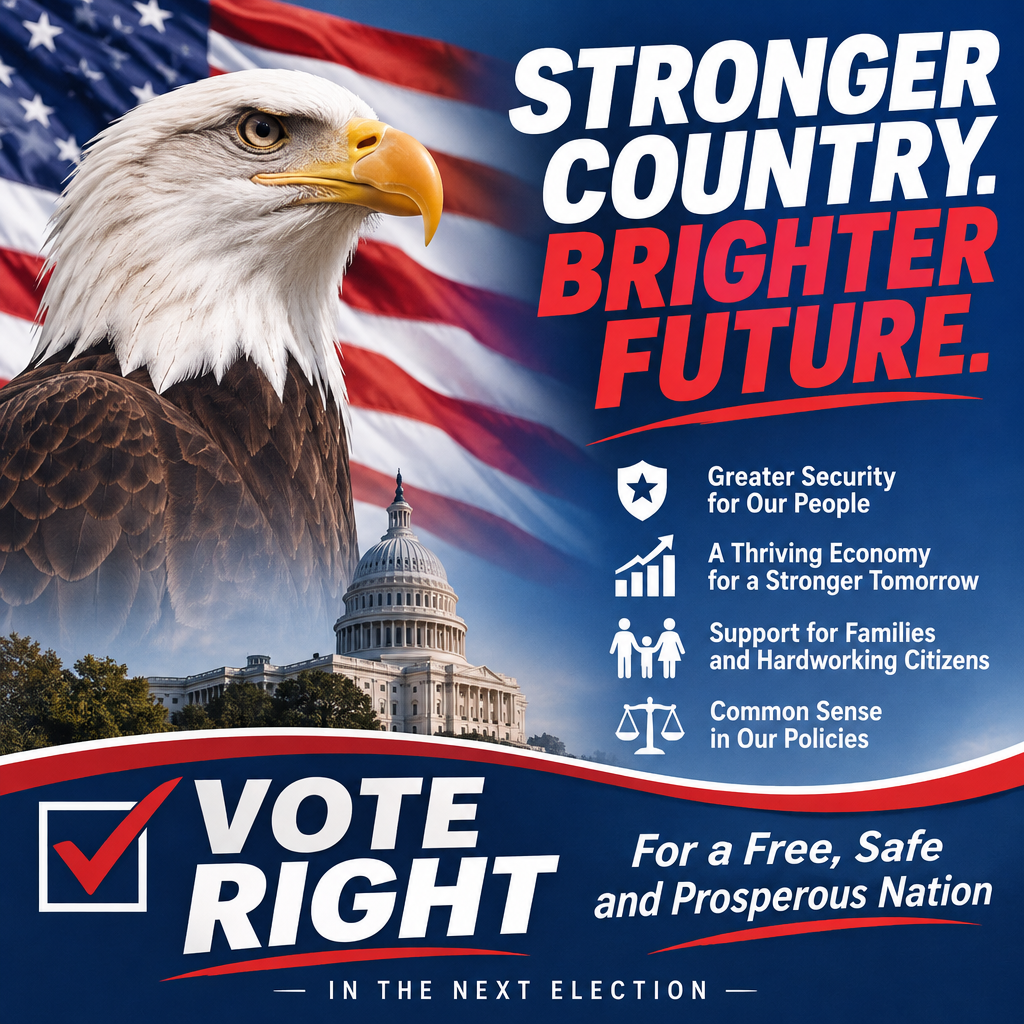 STRONGER
COUNTRY.
BRIGHTER
FUTURE.
Greater Security
for Our People
A Thriving Economy
for a Stronger Tomorrow
Support for Families
and Hardworking Citizens
Common Sense
in Our Policies
VOTE
RIGHT
For a Free, Safe
and Prosperous Nation
— IN THE NEXT ELECTION —